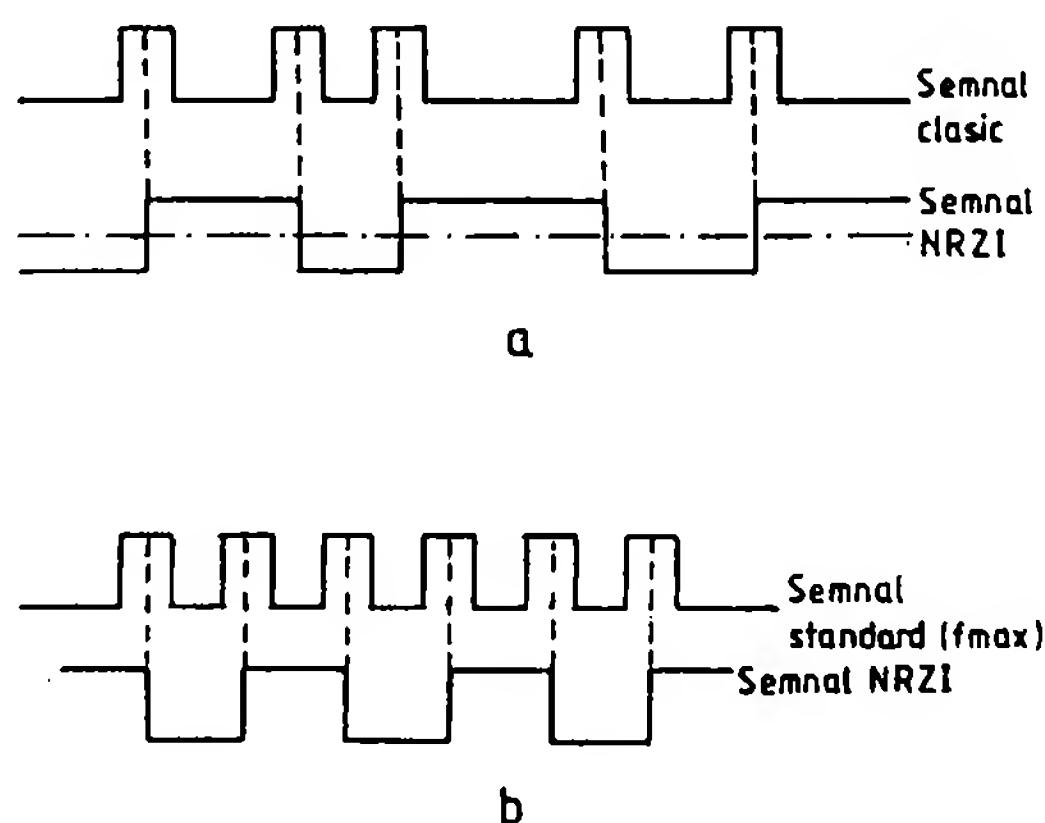 Semnal
clasic
Semnal
NRZI
a
Semnal
standard (fmax)
Semnal NRZI
b